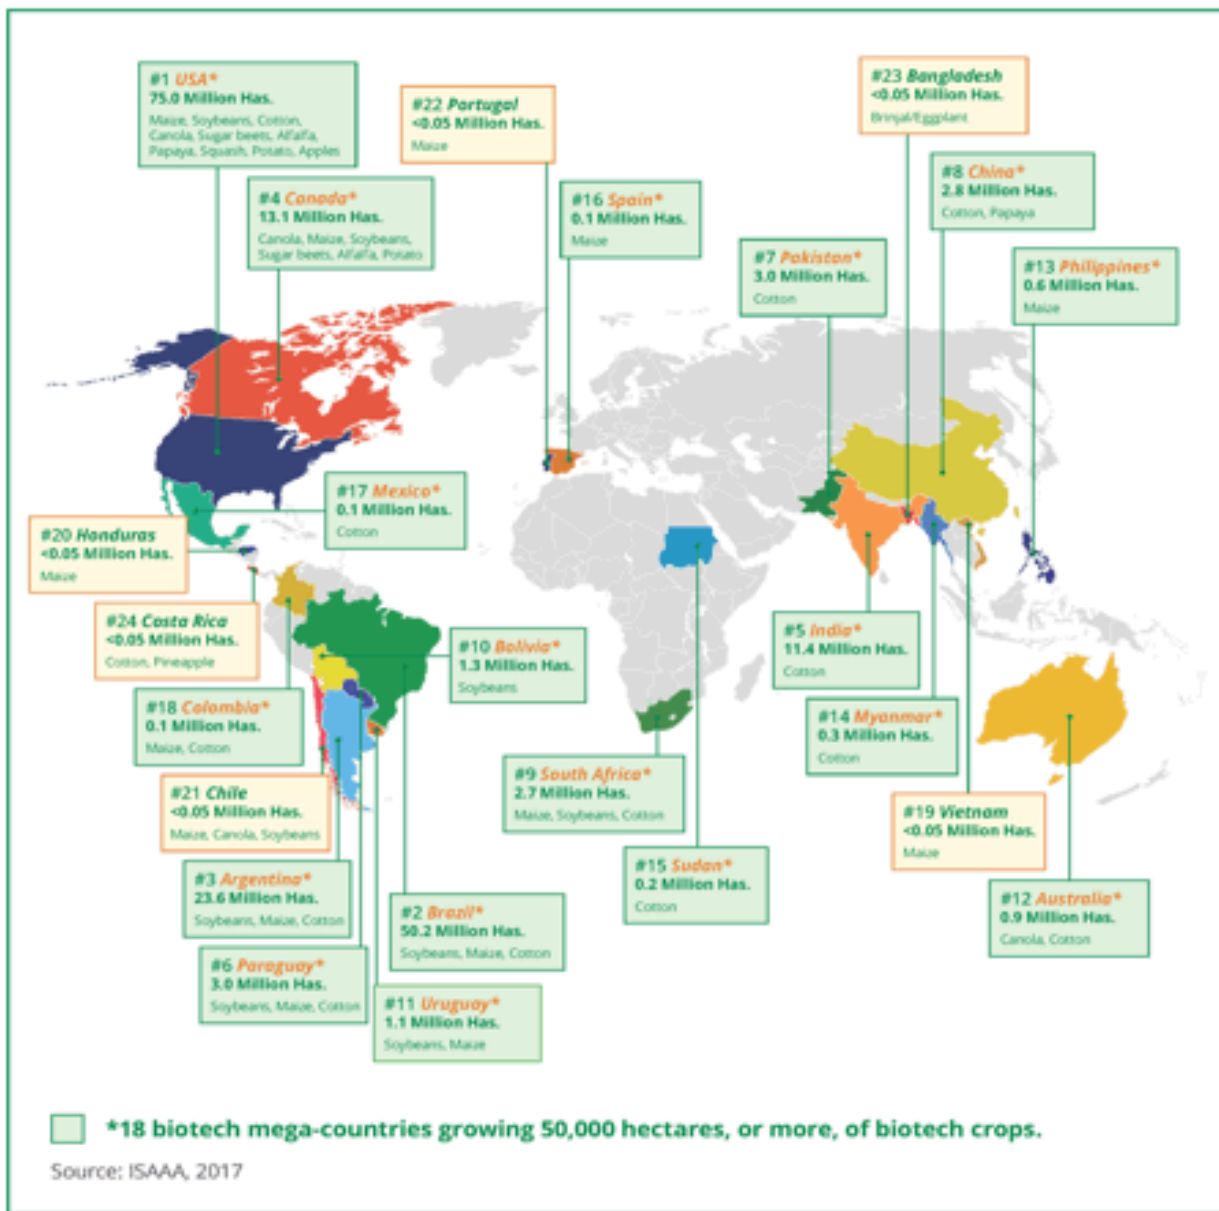 #1 USA*
75.0 Million Has.
Maize, Soybeans, Cotton,
Canola, Sugar beets, Alfalfa,
Papaya, Squash, Potato, Apples
#22 Portugal
<0.05 Million Has.
Maize
#23 Bangladesh
<0.05 Million Has.
Brinjal/Eggplant
#4 Canada*
13.1 Million Has.
Canola, Maize, Soybeans,
Sugar beets, Alfalfa, Potato
#16 Spain*
0.1 Million Has.
Maize
#8 China*
2.8 Million Has.
Cotton, Papaya
#7 Pakistan*
3.0 Million Has.
Cotton
#13 Philippines*
0.6 Million Has.
Maize
#17 Mexico*
0.1 Million Has.
Cotton
#20 Honduras
<0.05 Million Has.
Maize
#24 Costa Rica
<0.05 Million Has.
Cotton, Pineapple
#10 Bolivia*
1.3 Million Has.
Soybeans
#5 India*
11.4 Million Has.
Cotton
#18 Colombia*
0.1 Million Has.
Maize, Cotton
#14 Myanmar*
0.3 Million Has.
Cotton
#9 South Africa*
2.7 Million Has.
Maize, Soybeans, Cotton
#21 Chile
<0.05 Million Has.
Maize, Canola, Soybeans
#19 Vietnam
<0.05 Million Has.
Maize
#15 Sudan*
0.2 Million Has.
Cotton
#3 Argentina*
23.6 Million Has.
Soybeans, Maize, Cotton
#12 Australia*
0.9 Million Has.
Canola, Cotton
#2 Brazil*
50.2 Million Has.
Soybeans, Maize, Cotton
#6 Paraguay*
3.0 Million Has.
Soybeans, Maize, Cotton
#11 Uruguay*
1.1 Million Has.
Soybeans, Maize
*18 biotech mega-countries growing 50,000 hectares, or more, of biotech crops.
Source: ISAAA, 2017